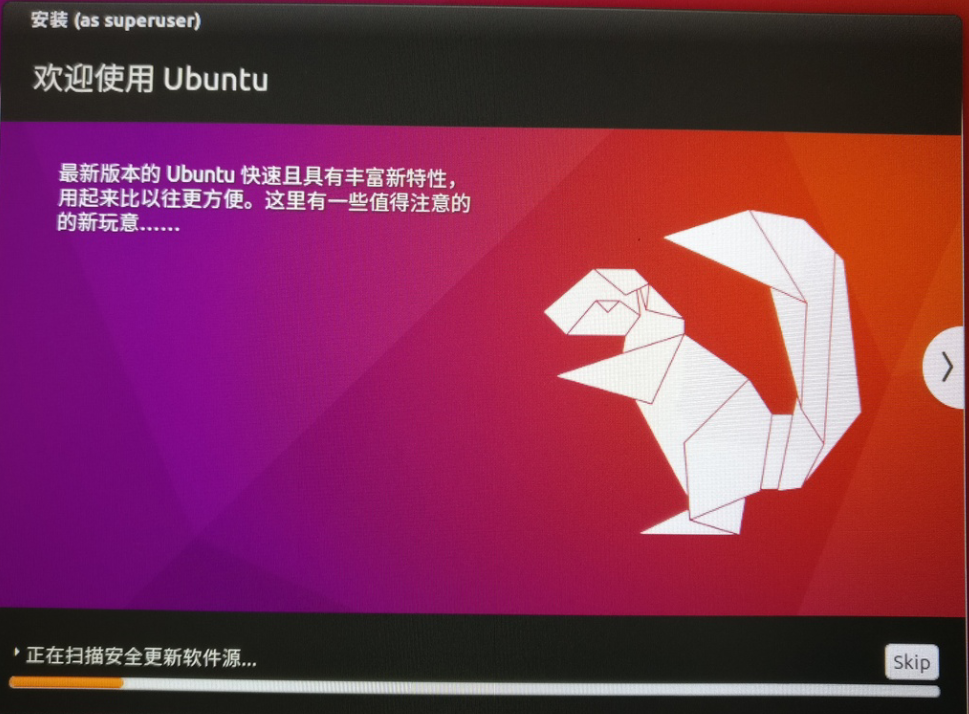 安装 (as superuser)
欢迎使用 Ubuntu
最新版本的 Ubuntu 快速且具有丰富新特性，
用起来比以往更方便。这里有一些值得注意的
的新玩意……
正在扫描安全更新软件源...
Skip